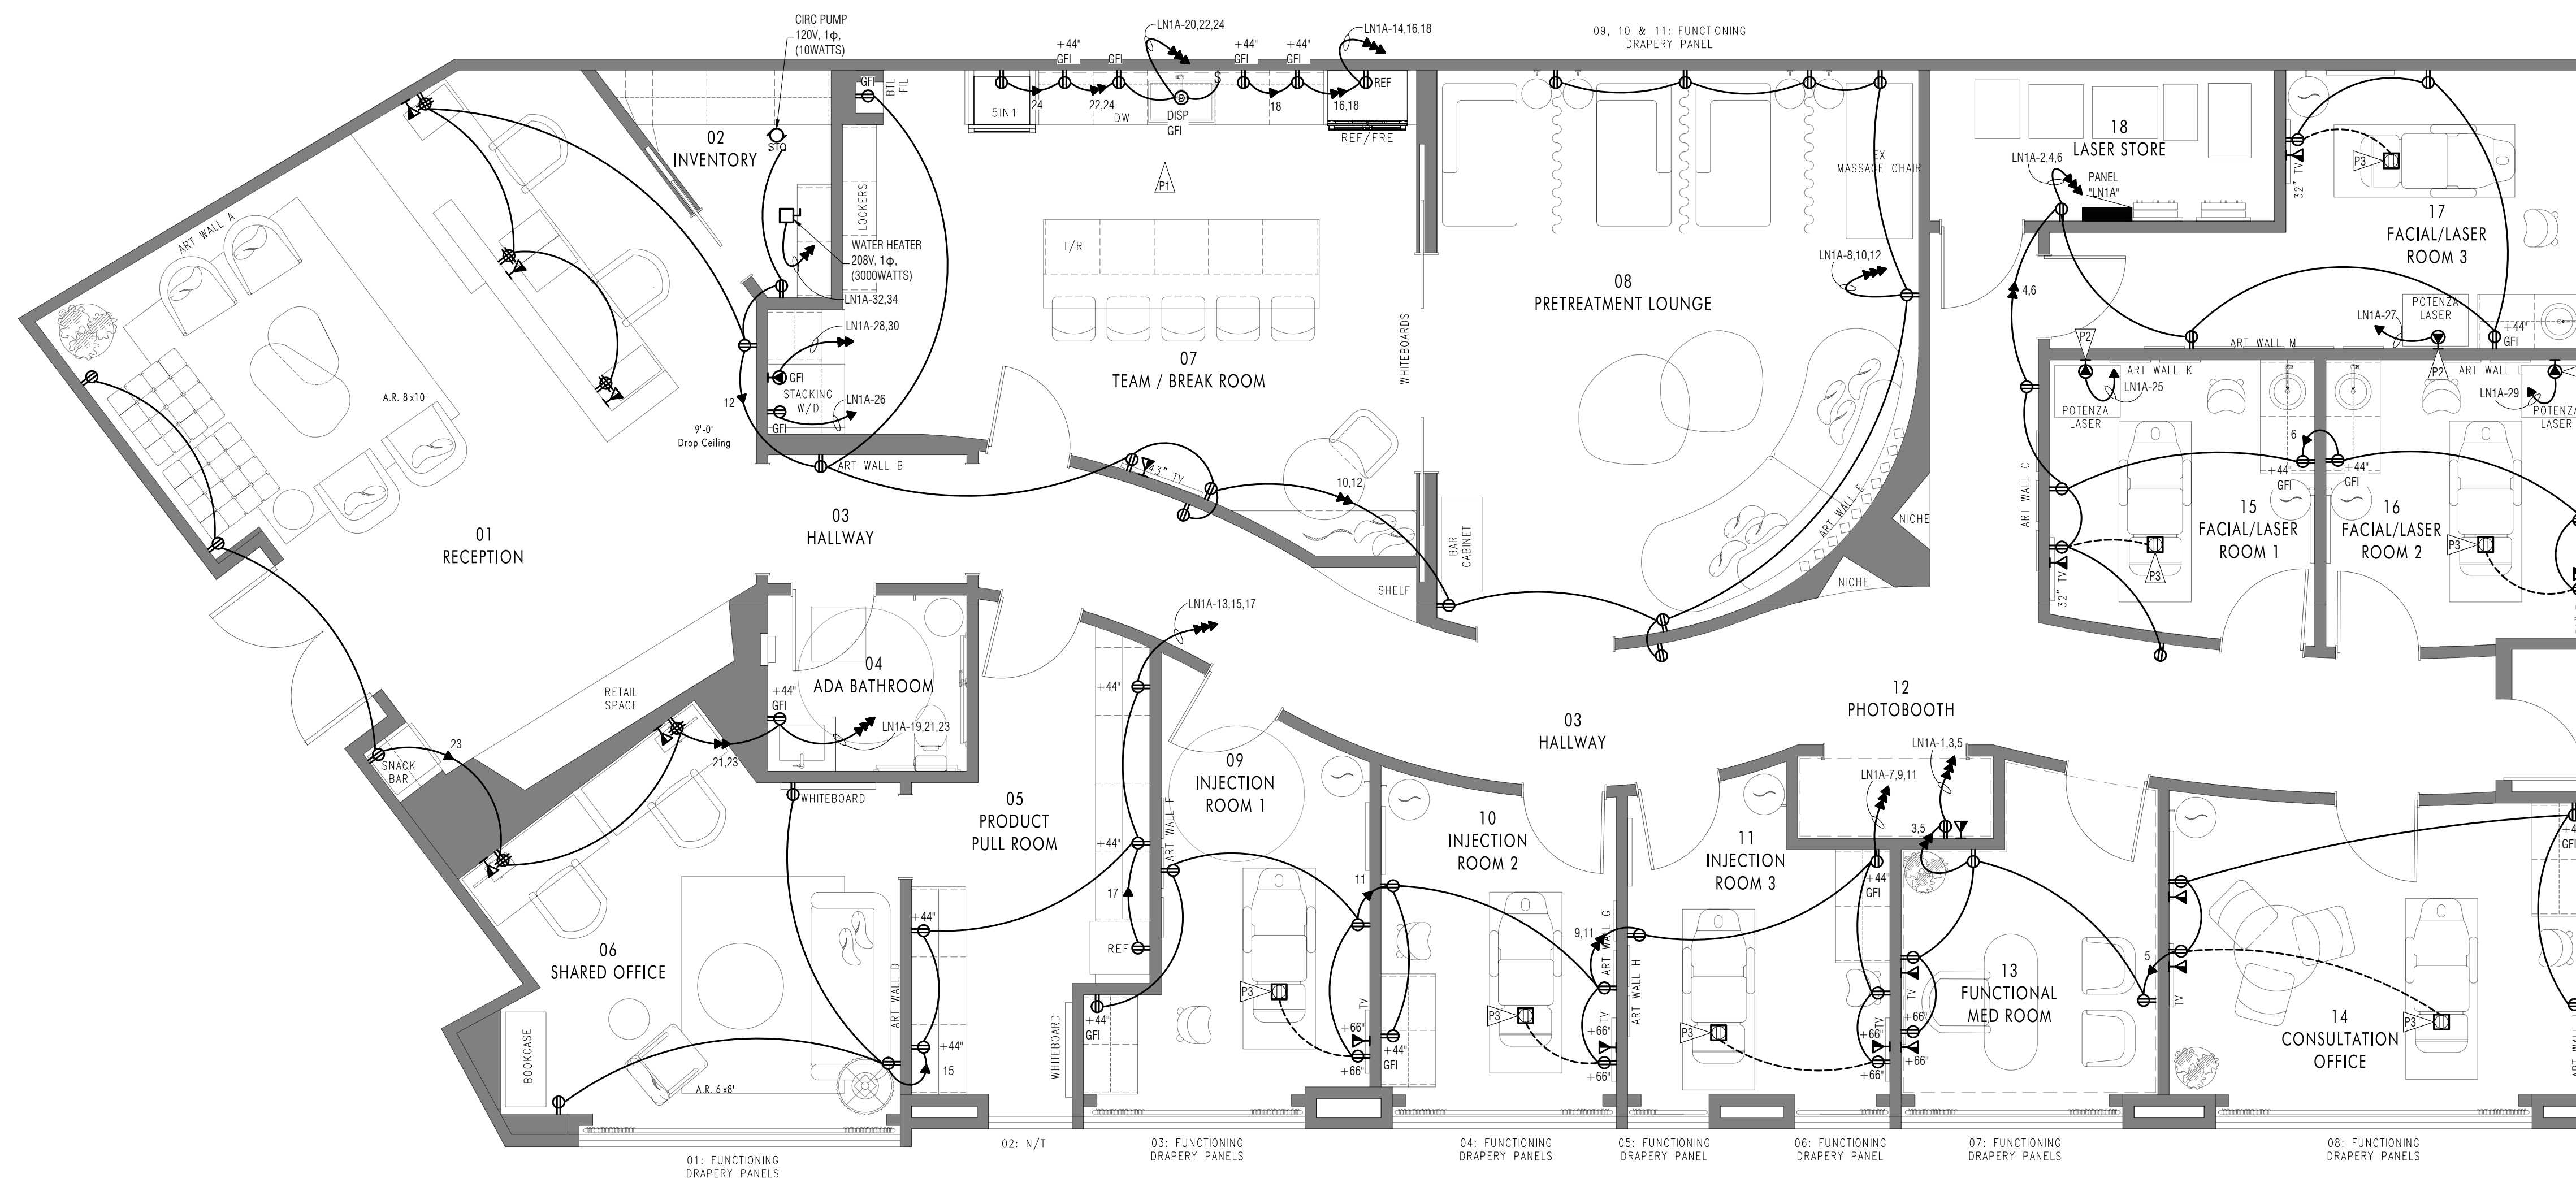 CIRC PUMP
120V, 1ϕ,
(10WATTS)
LN1A-20,22,24
LN1A-14,16,18
09, 10 & 11: FUNCTIONING
DRAPERY PANEL
+44"
GFI
GFI
+44"
GFI
+44"
GFI
GFI
BTL
FIL
5IN1
24
22,24
DW
DISP
GFI
$
18
16,18
REF
REF/FRE
02
INVENTORY
LOCKERS
P1
EX
MASSAGE CHAIR
18
LASER STORE
LN1A-2,4,6
PANEL
"LN1A"
P3
32" TV
17
FACIAL/LASER
ROOM 3
ART WALL A
WATER HEATER
208V, 1ϕ,
(3000WATTS)
LN1A-32,34
LN1A-28,30
T/R
LN1A-8,10,12
08
PRETREATMENT LOUNGE
4,6
WHITEBOARDS
07
TEAM / BREAK ROOM
LN1A-27
POTENZA
LASER
+44"
GFI
P2
ART WALL M
P2
ART WALL K
ART WALL L
LN1A-25
LN1A-29
POTENZA
LASER
POTENZA
LASER
GFI
STACKING
W/D
LN1A-26
GFI
A.R. 8'x10'
12
9'-0"
Drop Ceiling
ART WALL B
43" TV
10,12
6
+44"
GFI
+44"
GFI
ART WALL C
ART WALL E
NICHE
NICHE
BAR
CABINET
SHELF
03
HALLWAY
01
RECEPTION
15
FACIAL/LASER
ROOM 1
16
FACIAL/LASER
ROOM 2
P3
P3
32" TV
LN1A-13,15,17
04
ADA BATHROOM
+44"
GFI
LN1A-19,21,23
RETAIL
SPACE
21,23
23
SNACK
BAR
+44"
12
PHOTOBOOTH
03
HALLWAY
LN1A-7,9,11
LN1A-1,3,5
3,5
WHITEBOARD
05
PRODUCT
PULL ROOM
+44"
ART WALL F
09
INJECTION
ROOM 1
10
INJECTION
ROOM 2
11
INJECTION
ROOM 3
+44"
GFI
11
17
REF
+44"
ART WALL D
06
SHARED OFFICE
9,11
ART WALL G
ART WALL H
5
13
FUNCTIONAL
MED ROOM
14
CONSULTATION
OFFICE
P3
P3
P3
P3
TV
TV
TV
TV
TV
+66"
+66"
+66"
+66"
+66"
+66"
+66"
+66"
+44"
GFI
+44"
GFI
+44"
15
WHITEBOARD
BOOKCASE
A.R. 6'x8'
01: FUNCTIONING
DRAPERY PANELS
02: N/T
03: FUNCTIONING
DRAPERY PANELS
04: FUNCTIONING
DRAPERY PANELS
05: FUNCTIONING
DRAPERY PANEL
06: FUNCTIONING
DRAPERY PANEL
07: FUNCTIONING
DRAPERY PANELS
08: FUNCTIONING
DRAPERY PANELS